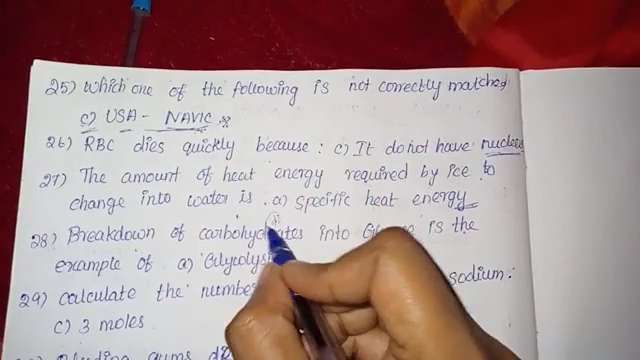 25) Which one of the following is not correctly matched
c) USA - NAVIC.
26) RBC dies quickly because : c) It do not have nucleus
27) The amount of heat energy required by ice to
change into water is . a) Specific heat energy
28) Breakdown of carbohydrates into is the
example of a)
29) Calculate the sodium:
c) 3 moles